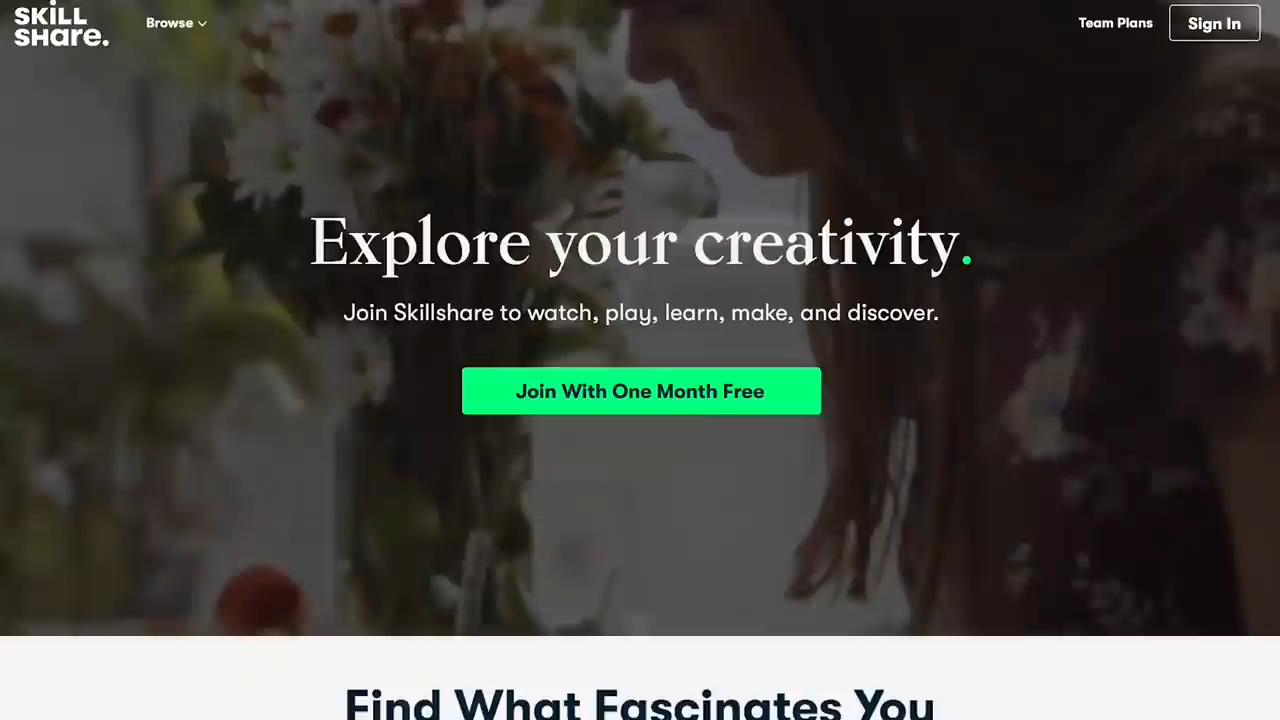 SKiLL
SHare.
Browse
Team Plans
Sign In
Explore your creativity.
Join Skillshare to watch, play, learn, make, and discover.
Join With One Month Free
Find What Fascinates You